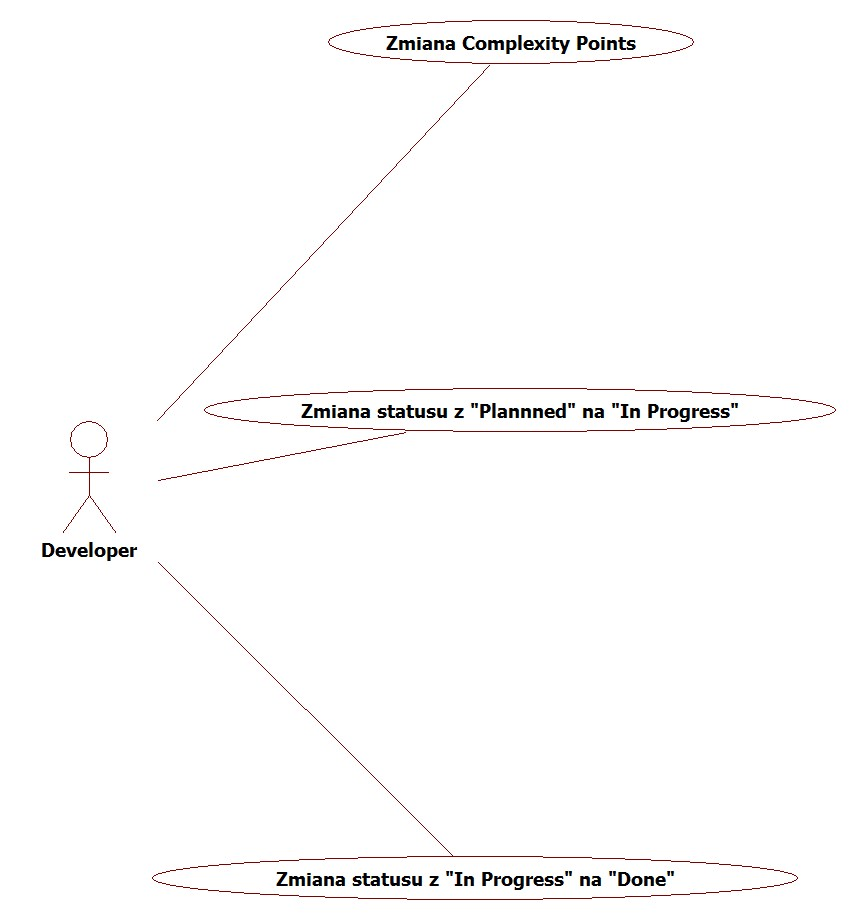 Zmiana Complexity Points
Zmiana statusu z "Plannned" na "In Progress"
Developer
Zmiana statusu z "In Progress" na "Done"